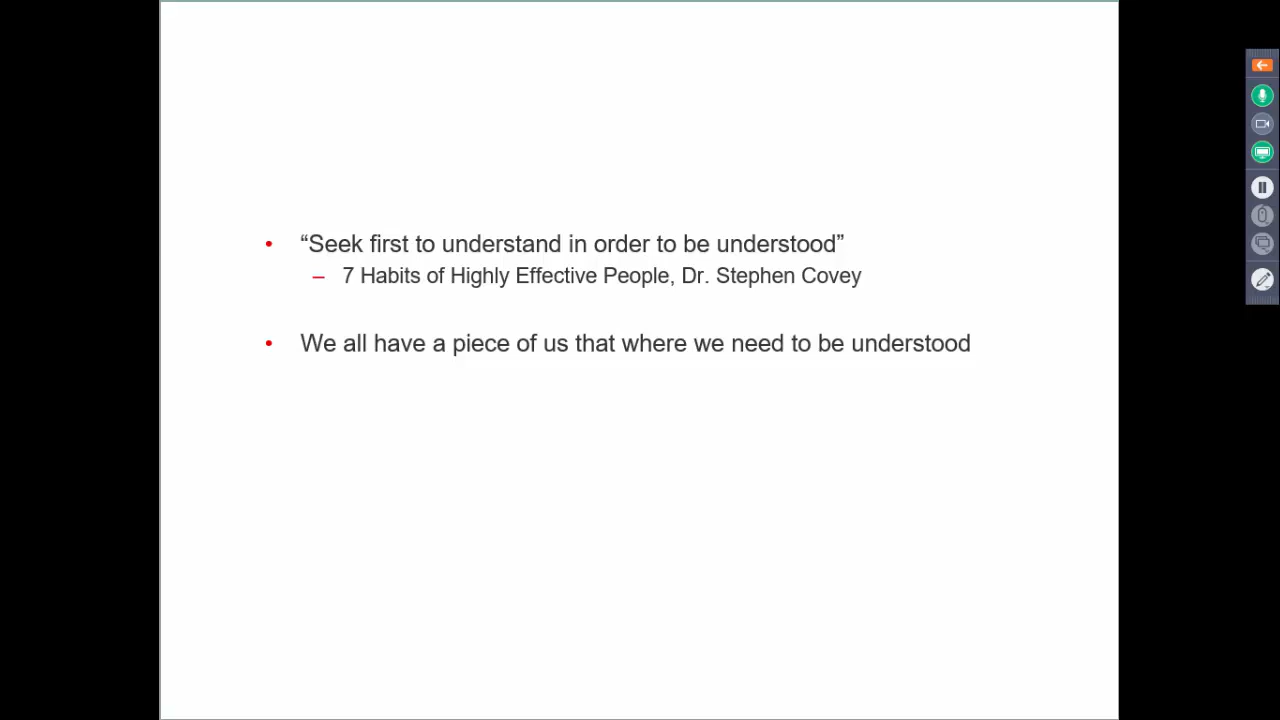 • “Seek first to understand in order to be understood”
– 7 Habits of Highly Effective People, Dr. Stephen Covey
• We all have a piece of us that where we need to be understood